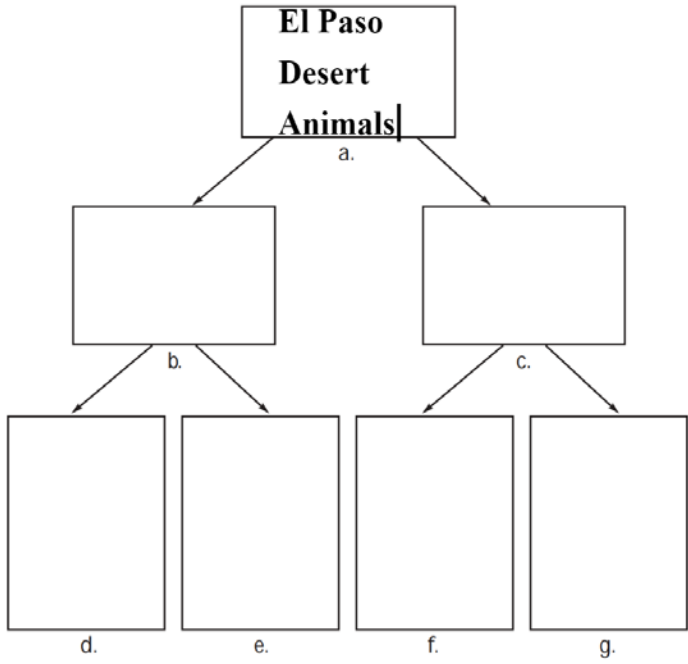 El Paso
Desert
Animals
a.
b.
c.
d.
e.
f.
g.